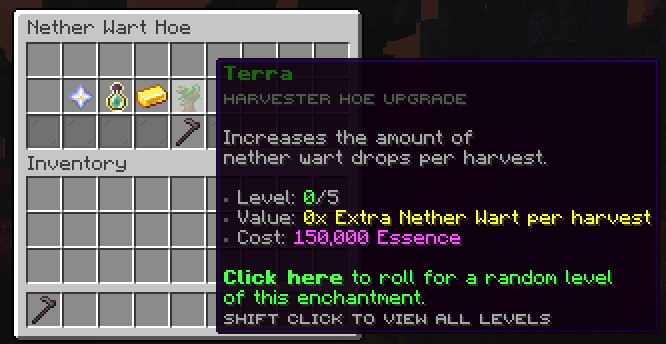 Nether Wart Hoe
Terra
HARVESTER HOE UPGRADE
Increases the amount of
nether wart drops per harvest.
▪ Level: 0/5
▪ Value: 0x Extra Nether Wart per harvest
▪ Cost: 150,000 Essence
Click here to roll for a random level
of this enchantment.
SHIFT CLICK TO VIEW ALL LEVELS
Inventory